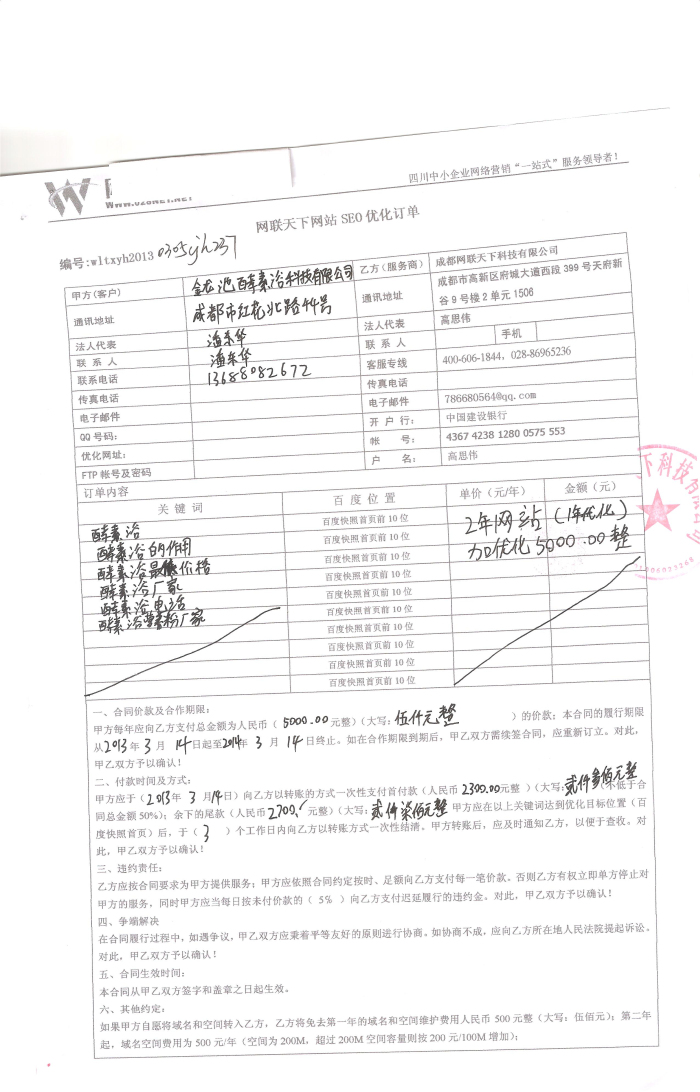 四川中小企业网络营销“一站式”服务领导者！
W
WWW.028NET.NET
网联天下网站 SEO 优化订单
编号：wltxyh2013 0305yjh237
甲方（客户） 金龙池酵素浴科技有限公司 乙方（服务商） 成都网联天下科技有限公司
通讯地址 成都市红花北路44号 通讯地址 成都市高新区府城大道西段 399 号天府新
谷 9 号楼 2 单元 1506
法人代表 潘东华 法人代表 高思伟
联 系 人 潘东华 联 系 人 手机
联系电话 13688082672 客服专线 400-606-1844，028-86965236
传真电话 传真电话
电子邮件 电子邮件 786680564@qq.com
QQ 号码： 开 户 行： 中国建设银行
优化网址： 帐 号： 4367 4238 1280 0575 553
FTP 帐号及密码 户 名： 高思伟
订单内容
关 键 词 百 度 位 置 单价（元/年） 金额（元）
酵素浴 百度快照首页前 10 位 2年网站（1年优化）
酵素浴的作用 百度快照首页前 10 位 加优化5000.00整
酵素浴最低价格 百度快照首页前 10 位
酵素浴厂家 百度快照首页前 10 位
酵素浴电话 百度快照首页前 10 位
酵素浴 粉厂家 百度快照首页前 10 位
百度快照首页前 10 位
百度快照首页前 10 位
百度快照首页前 10 位
百度快照首页前 10 位
一、合同价款及合作期限：
甲方每年应向乙方支付总金额为人民币（ 5000.00 元整）（大写：伍仟元整 ）的价款；本合同的履行期限
从 2013 年 3 月 14 日起至 2014 年 3 月 14 日终止。如在合作期限到期后，甲乙双方需续签合同，应重新订立。对此，
甲乙双方予以确认！
二、付款时间及方式：
甲方应于（ 2013 年 3 月 14 日）向乙方以转账的方式一次性支付首付款（人民币 2300.00 元整 ）（大写：贰仟叁佰元整 （不低于合
同总金额 50%）；余下的尾款（人民币 2700. 元整）（大写：贰仟柒佰元整 甲方应在以上关键词达到优化目标位置（百
度快照首页）后，于（ 3 ）个工作日内向乙方以转账方式一次性结清。甲方转账后，应及时通知乙方，以便于查收。对
此，甲乙双方予以确认！
三、违约责任：
乙方应按合同要求为甲方提供服务；甲方应依照合同约定按时、足额向乙方支付每一笔价款。否则乙方有权立即单方停止对
甲方的服务，同时甲方应当每日按未付价款的（ 5% ）向乙方支付迟延履行的违约金。对此，甲乙双方予以确认！
四、争端解决
在合同履行过程中，如遇争议，甲乙双方应秉着平等友好的原则进行协商。如协商不成，应向乙方所在地人民法院提起诉讼。
对此，甲乙双方予以确认！
五、合同生效时间：
本合同从甲乙双方签字和盖章之日起生效。
六、其他约定：
如果甲方自愿将域名和空间转入乙方，乙方将免去第一年的域名和空间维护费用人民币 500 元整（大写：伍佰元）；第二年
起，域名空间费用为 500 元/年（空间为 200M，超过 200M 空间容量则按 200 元/100M 增加）；
下科技有限公司